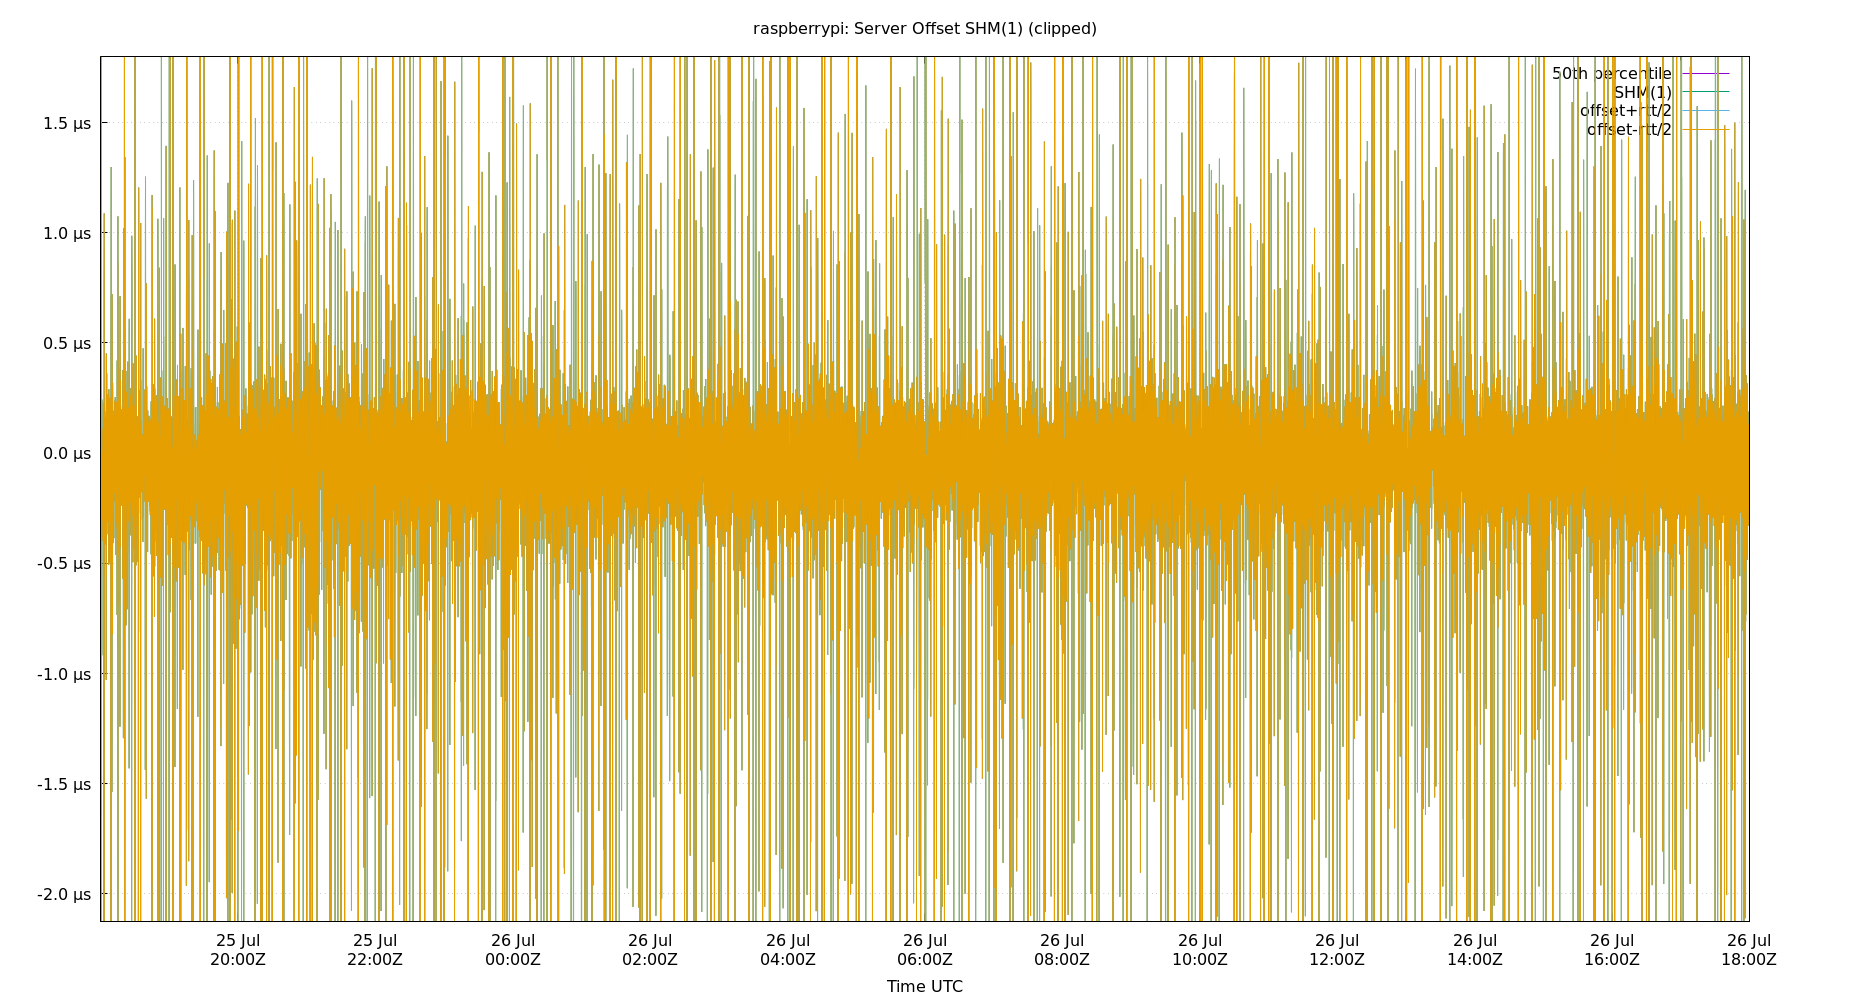 raspberrypi: Server Offset SHM(1) (clipped)
50th percentile
SHM(1)
offset+rtt/2
offset-rtt/2
1.5 µs
1.0 µs
0.5 µs
0.0 µs
-0.5 µs
-1.0 µs
-1.5 µs
-2.0 µs
25 Jul 25 Jul 26 Jul 26 Jul 26 Jul 26 Jul 26 Jul 26 Jul 26 Jul 26 Jul 26 Jul 26 Jul
20:00Z 22:00Z 00:00Z 02:00Z 04:00Z 06:00Z 08:00Z 10:00Z 12:00Z 14:00Z 16:00Z 18:00Z
Time UTC